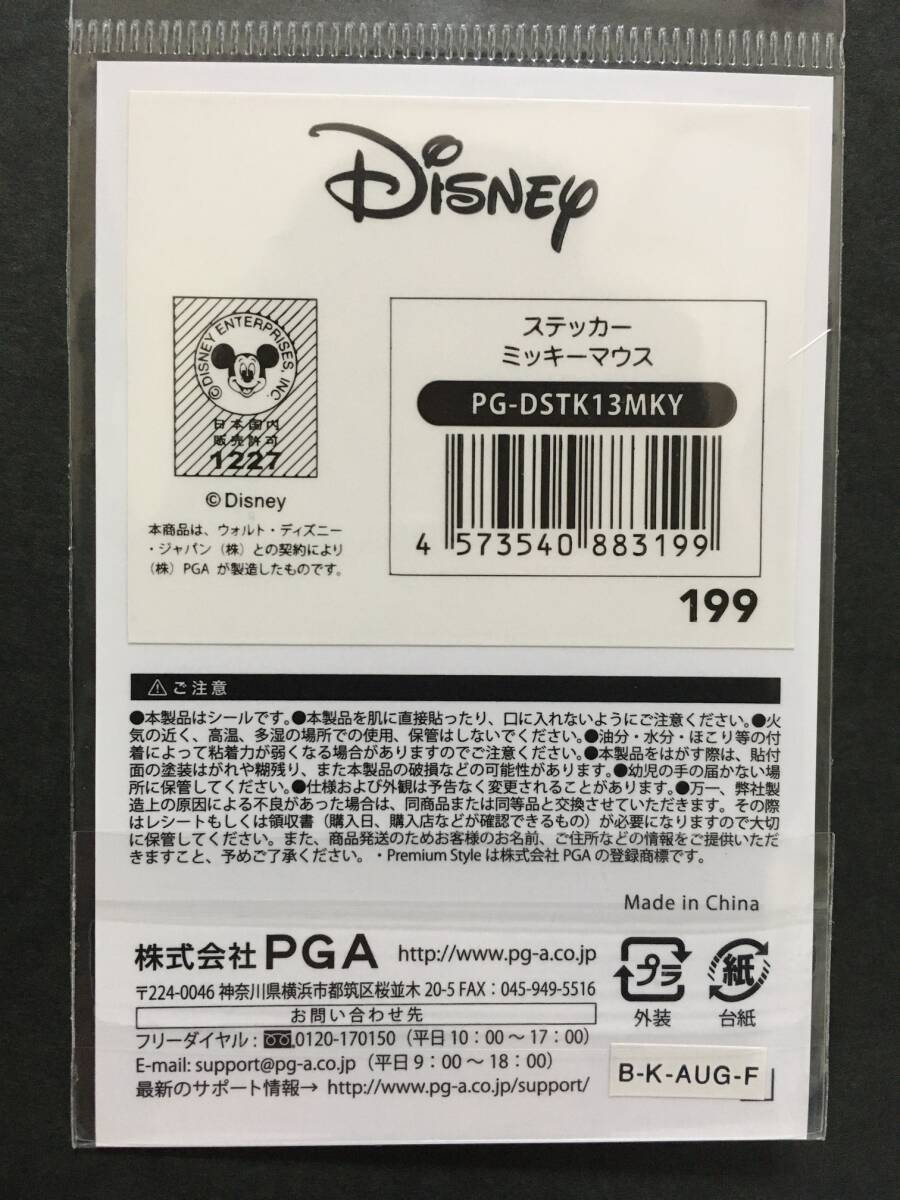 DISNEY
© DISNEY ENTERPRISES, INC.
日本国内
販売許可
1227
©Disney
本商品は、ウォルト・ディズニー
・ジャパン(株)との契約により
(株)PGAが製造したものです。
ステッカー
ミッキーマウス
PG-DSTK13MKY
4 573540 883199
199
⚠ご注意
●本製品はシールです。●本製品を肌に直接貼ったり、口に入れないようにご注意ください。●火
気の近く、高温、多湿の場所での使用、保管はしないでください。●油分・水分・ほこり等の付
着によって粘着力が弱くなる場合がありますのでご注意ください。●本製品をはがす際は、貼付
面の塗装はがれや糊残り、また本製品の破損などの可能性があります。●幼児の手の届かない場
所に保管してください。●仕様および外観は予告なく変更されることがあります。●万一、弊社製
造上の原因による不良があった場合は、同商品または同等品と交換させていただきます。その際
はレシートもしくは領収書(購入日、購入店などが確認できるもの)が必要になりますので大切
に保管してください。また、商品発送のためお客様のお名前、ご住所などの情報をご提供いただ
きますこと、予めご了承ください。・Premium Styleは株式会社PGAの登録商標です。
Made in China
株式会社PGA http://www.pg-a.co.jp
〒224-0046 神奈川県横浜市都筑区桜並木 20-5 FAX:045-949-5516
お問い合わせ先
フリーダイヤル:0120-170150(平日10:00〜17:00)
E-mail: support@pg-a.co.jp(平日9:00〜18:00)
最新のサポート情報→ http://www.pg-a.co.jp/support/
プラ
外装
紙
台紙
B-K-AUG-F